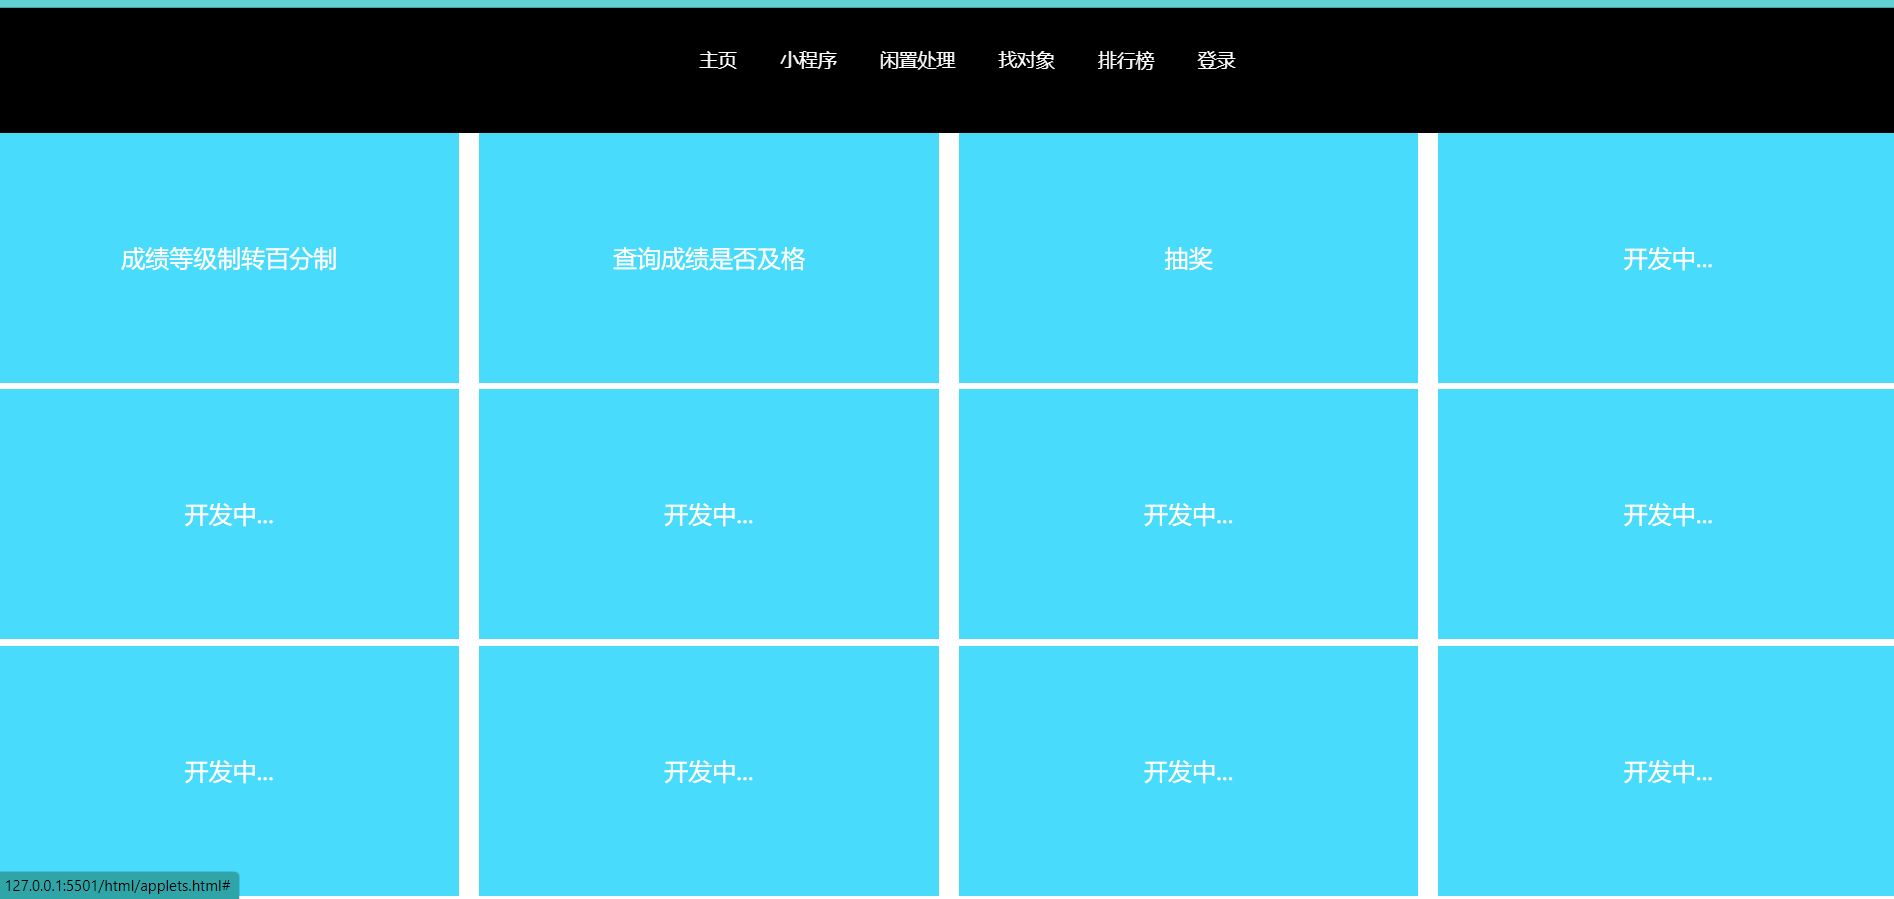 主页 小程序 闲置处理 找对象 排行榜 登录
成绩等级制转百分制 查询成绩是否及格 抽奖 开发中...
开发中... 开发中... 开发中... 开发中...
开发中... 开发中... 开发中... 开发中...
127.0.0.1:5501/html/applets.html#